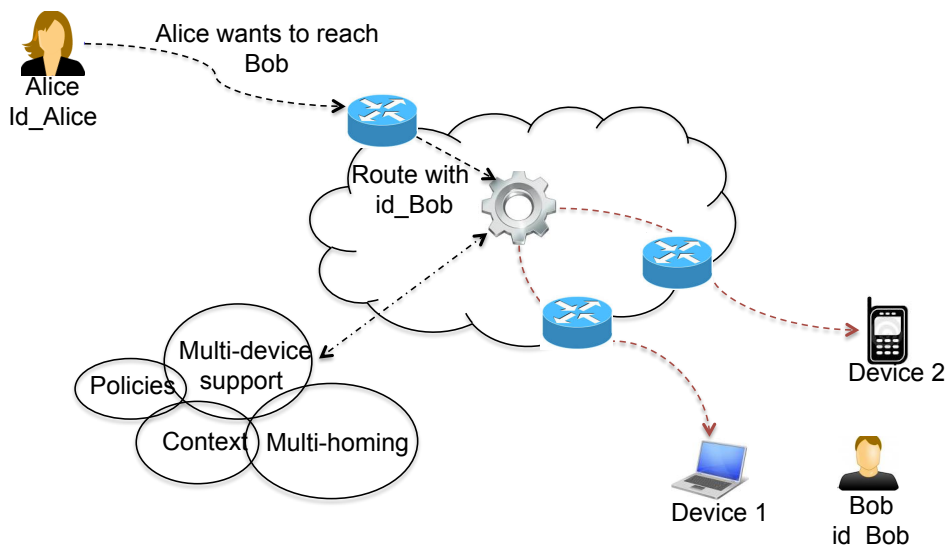 Alice wants to reach
Bob
Alice
Id_Alice
Route with
id_Bob
Multi-device
support
Policies
Context
Multi-homing
Device 2
Device 1
Bob
id_Bob